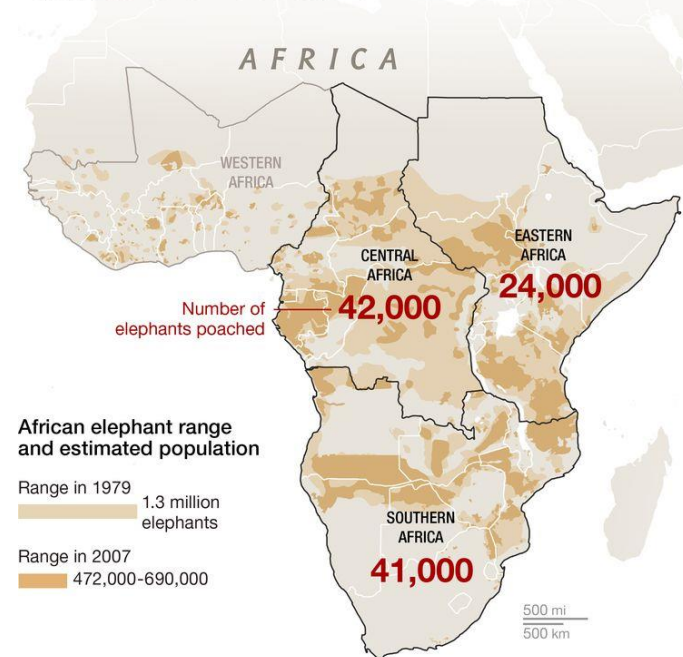 AFRICA
WESTERN
AFRICA
CENTRAL
AFRICA
EASTERN
AFRICA
24,000
Number of
elephants poached
42,000
African elephant range
and estimated population
Range in 1979
1.3 million
elephants
Range in 2007
472,000-690,000
SOUTHERN
AFRICA
41,000
500 mi
500 km